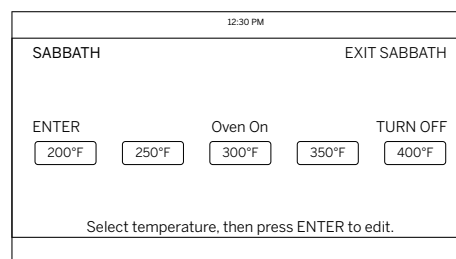 12:30 PM
SABBATH EXIT SABBATH
ENTER Oven On TURN OFF
200°F 250°F 300°F 350°F 400°F
Select temperature, then press ENTER to edit.